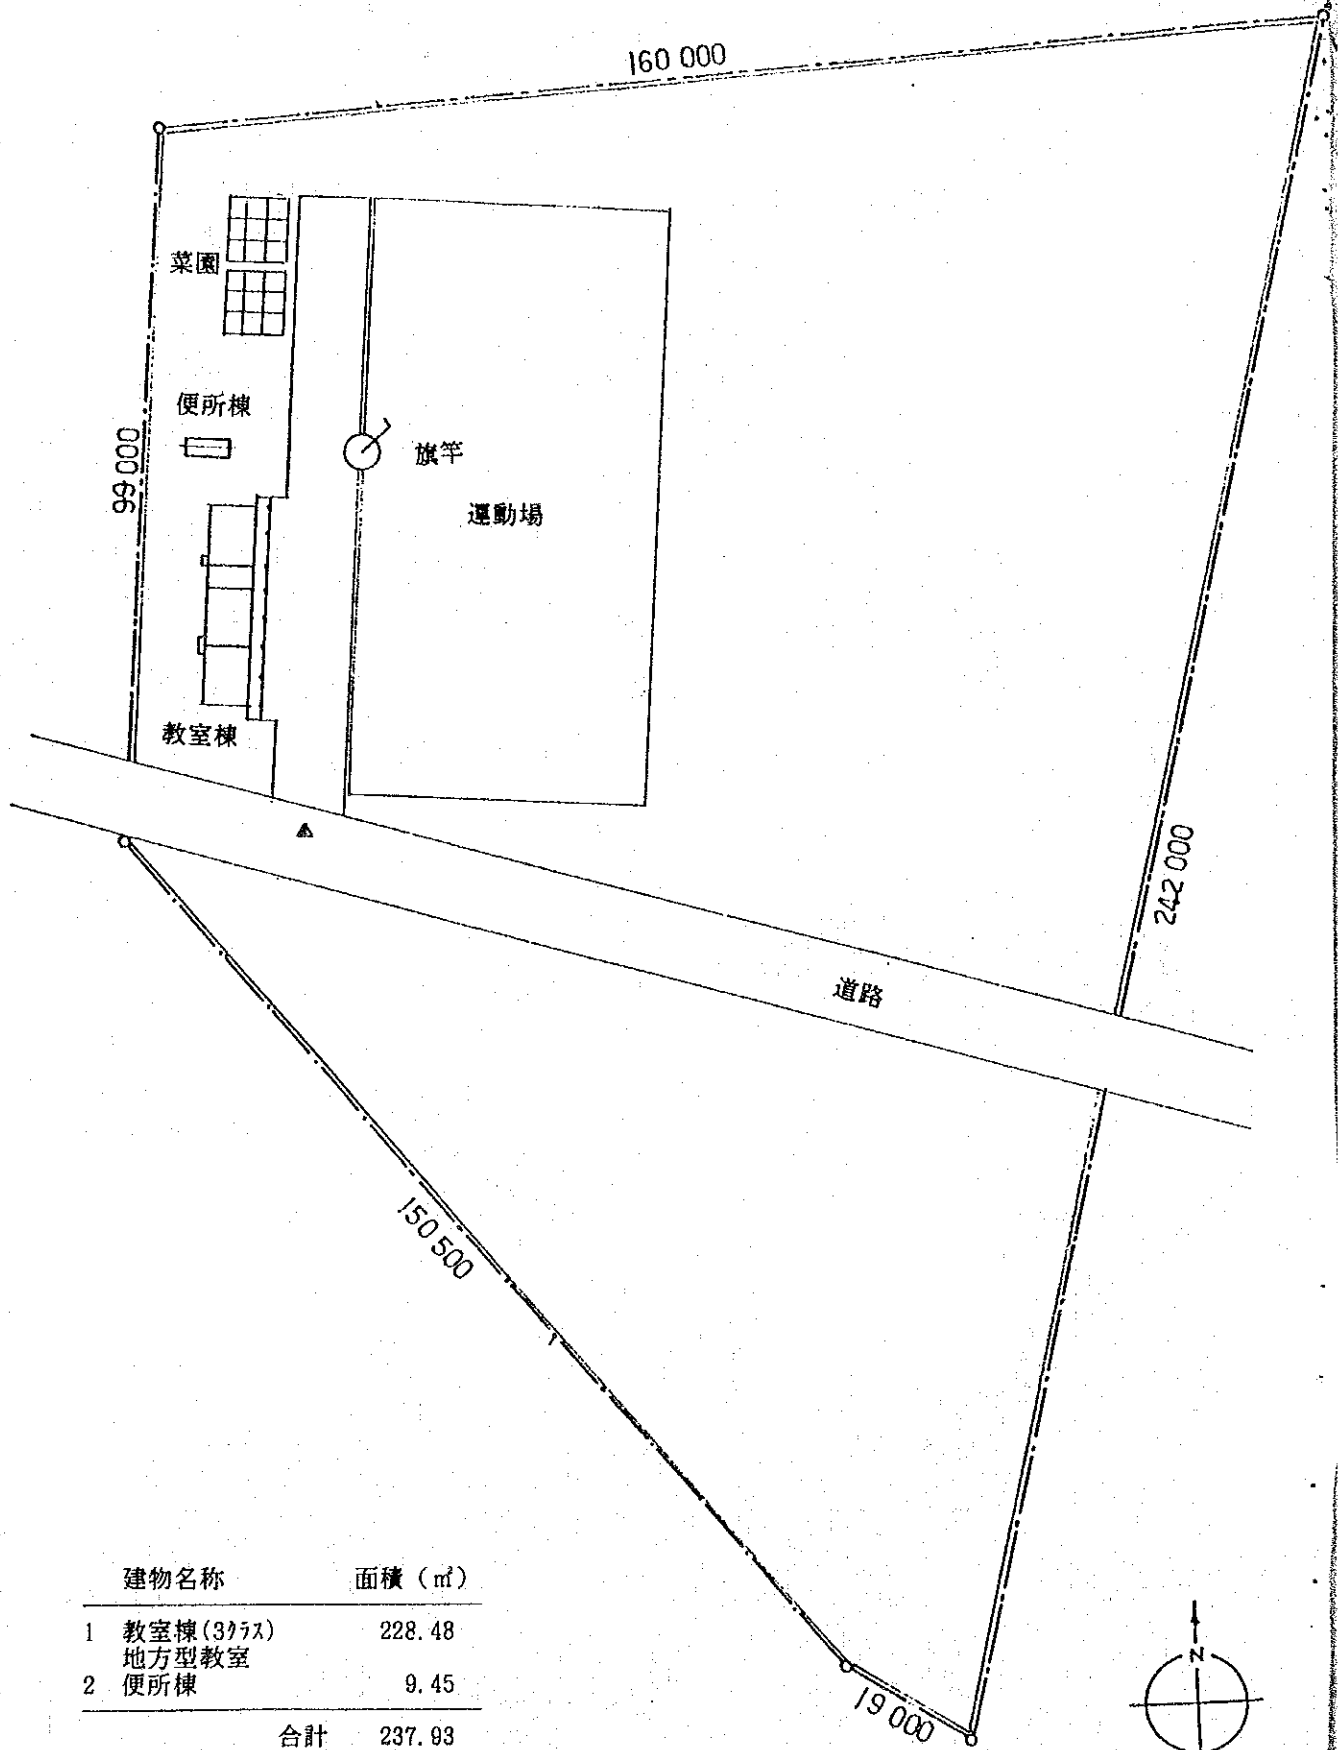 160 000
菜園
便所棟
99 000
旗竿
運動場
教室棟
242 000
道路
150 500
建物名称 面積(㎡)
1 教室棟(3クラス) 228.48
地方型教室
2 便所棟 9.45
合計 237.93
19 000
N